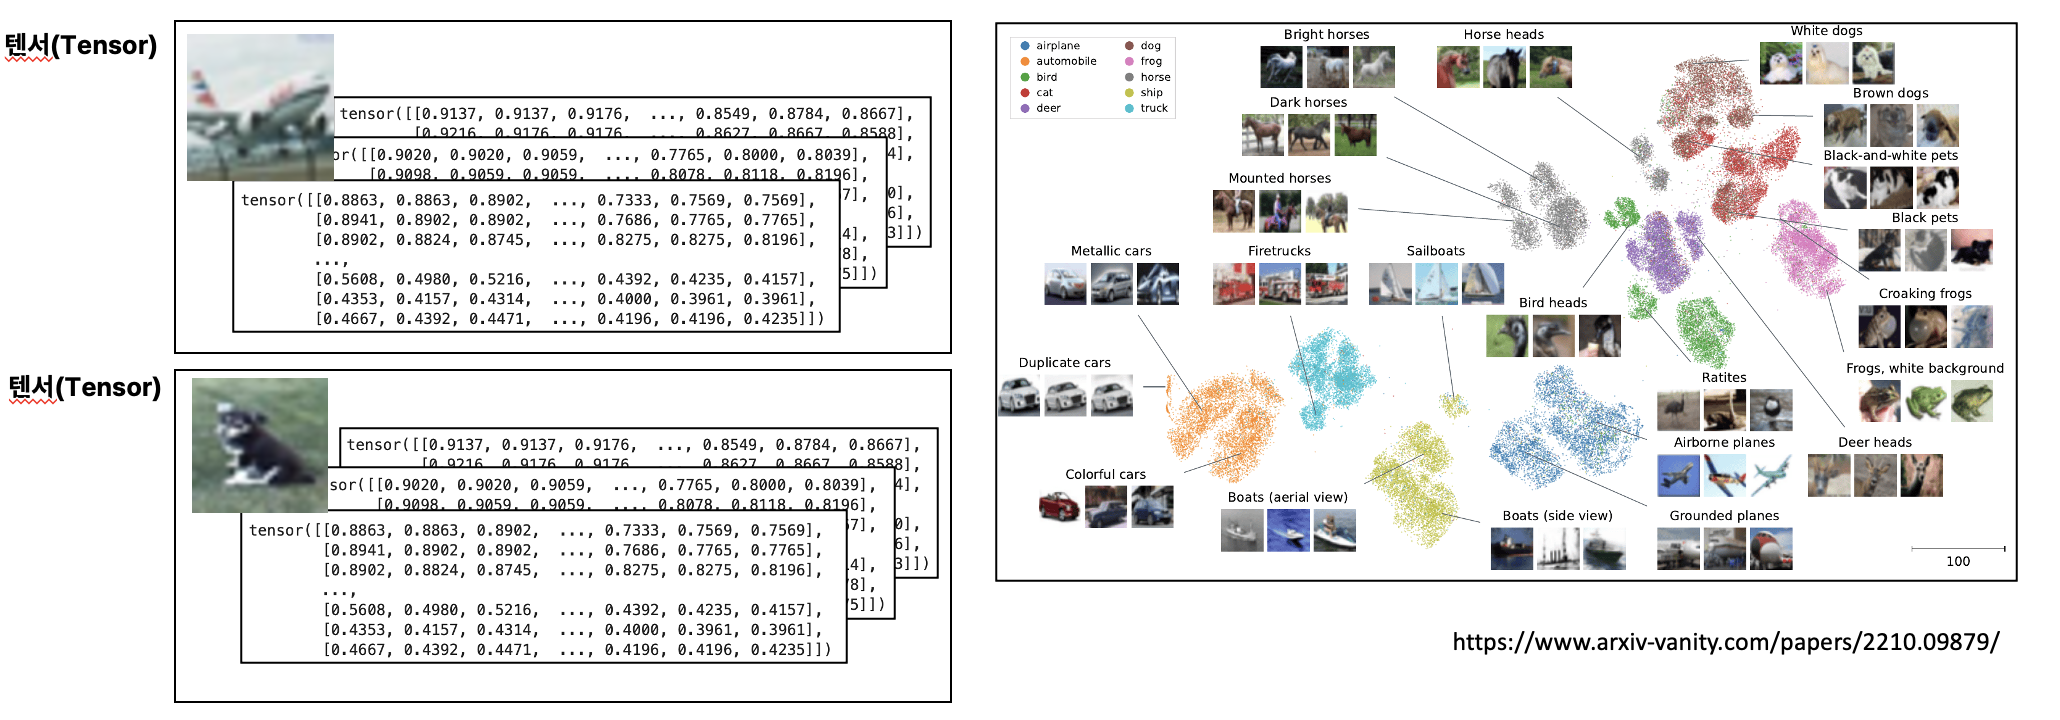 텐서(Tensor)
tensor([[0.9137, 0.9137, 0.9176, ..., 0.8549, 0.8784, 0.8667],
[0.9216, 0.9176, 0.9176, ... 0.8627, 0.8667, 0.8588],
or([[0.9020, 0.9020, 0.9059, ..., 0.7765, 0.8000, 0.8039], 4],
[0.9098, 0.9059, 0.9059, ..., 0.8078, 0.8118, 0.8196],
tensor([[0.8863, 0.8863, 0.8902, ..., 0.7333, 0.7569, 0.7569], 7], 0],
[0.8941, 0.8902, 0.8902, ..., 0.7686, 0.7765, 0.7765], 6],
[0.8902, 0.8824, 0.8745, ..., 0.8275, 0.8275, 0.8196], 4], 3]])
..., 8],
[0.5608, 0.4980, 0.5216, ..., 0.4392, 0.4235, 0.4157], 5]])
[0.4353, 0.4157, 0.4314, ..., 0.4000, 0.3961, 0.3961],
[0.4667, 0.4392, 0.4471, ..., 0.4196, 0.4196, 0.4235]])
텐서(Tensor)
tensor([[0.9137, 0.9137, 0.9176, ..., 0.8549, 0.8784, 0.8667],
[0.9216, 0.9176, 0.9176, 0.8627, 0.8667, 0.8588],
sor([[0.9020, 0.9020, 0.9059, ..., 0.7765, 0.8000, 0.8039], 4],
[0.9098, 0.9059, 0.9059, ..., 0.8078, 0.8118, 0.8196],
tensor([[0.8863, 0.8863, 0.8902, ..., 0.7333, 0.7569, 0.7569], 7], 0],
[0.8941, 0.8902, 0.8902, ..., 0.7686, 0.7765, 0.7765], 6],
[0.8902, 0.8824, 0.8745, ..., 0.8275, 0.8275, 0.8196], 4], 3]])
..., 8],
[0.5608, 0.4980, 0.5216, ..., 0.4392, 0.4235, 0.4157], 5]])
[0.4353, 0.4157, 0.4314, ..., 0.4000, 0.3961, 0.3961],
[0.4667, 0.4392, 0.4471, ..., 0.4196, 0.4196, 0.4235]])
airplane
automobile
bird
cat
deer
dog
frog
horse
ship
truck
Bright horses
Horse heads
White dogs
Dark horses
Brown dogs
Mounted horses
Black-and-white pets
Black pets
Metallic cars
Firetrucks
Sailboats
Bird heads
Croaking frogs
Duplicate cars
Ratites
Frogs, white background
Airborne planes
Deer heads
Colorful cars
Boats (aerial view)
Boats (side view)
Grounded planes
100
https://www.arxiv-vanity.com/papers/2210.09879/